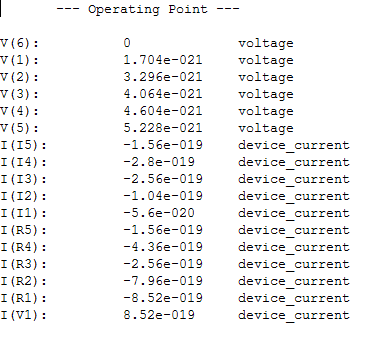 --- Operating Point ---
V(6): 0 voltage
V(1): 1.704e-021 voltage
V(2): 3.296e-021 voltage
V(3): 4.064e-021 voltage
V(4): 4.604e-021 voltage
V(5): 5.228e-021 voltage
I(I5): -1.56e-019 device_current
I(I4): -2.8e-019 device_current
I(I3): -2.56e-019 device_current
I(I2): -1.04e-019 device_current
I(I1): -5.6e-020 device_current
I(R5): -1.56e-019 device_current
I(R4): -4.36e-019 device_current
I(R3): -2.56e-019 device_current
I(R2): -7.96e-019 device_current
I(R1): -8.52e-019 device_current
I(V1): 8.52e-019 device_current